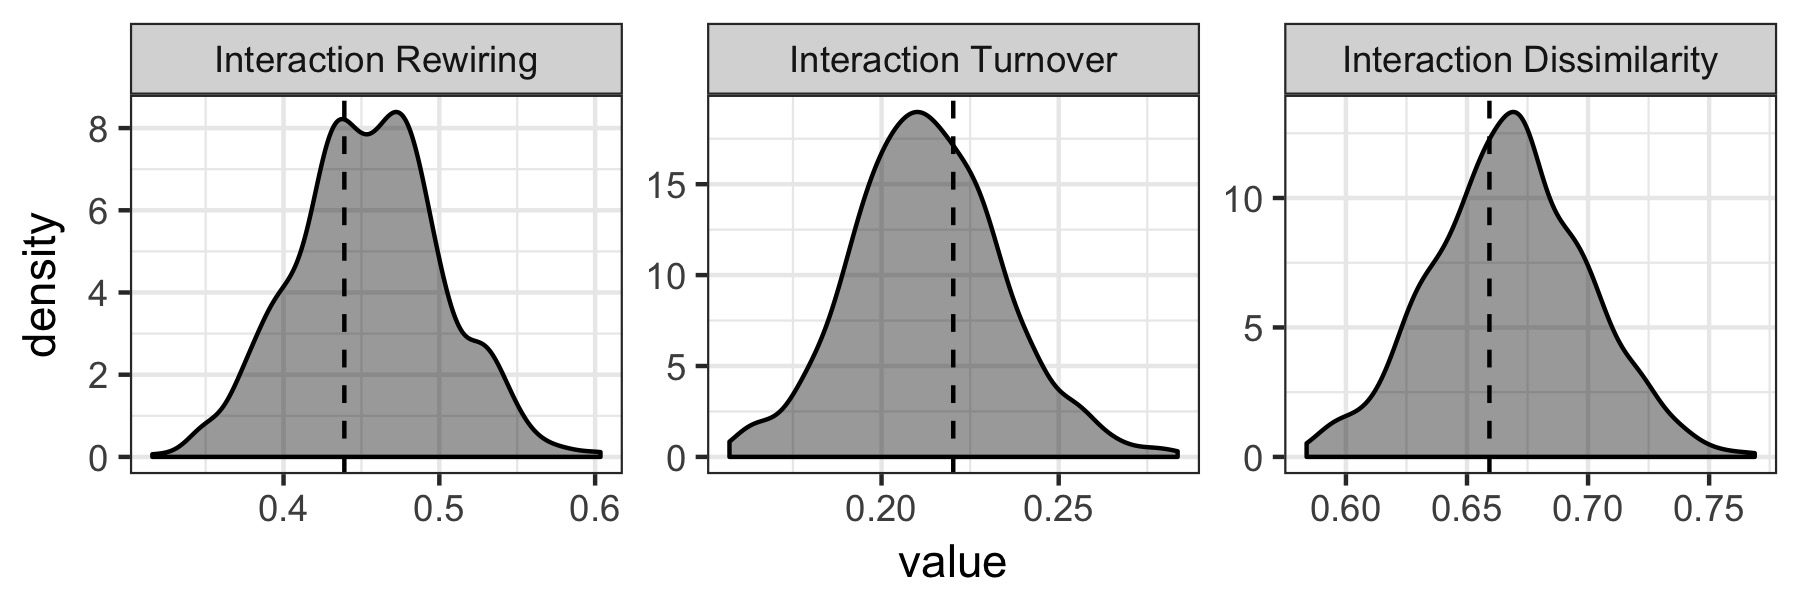 Interaction Rewiring
Interaction Turnover
Interaction Dissimilarity
density
8
6
4
2
0
15
10
5
0
10
5
0
0.4 0.5 0.6
0.20 0.25
0.60 0.65 0.70 0.75
value